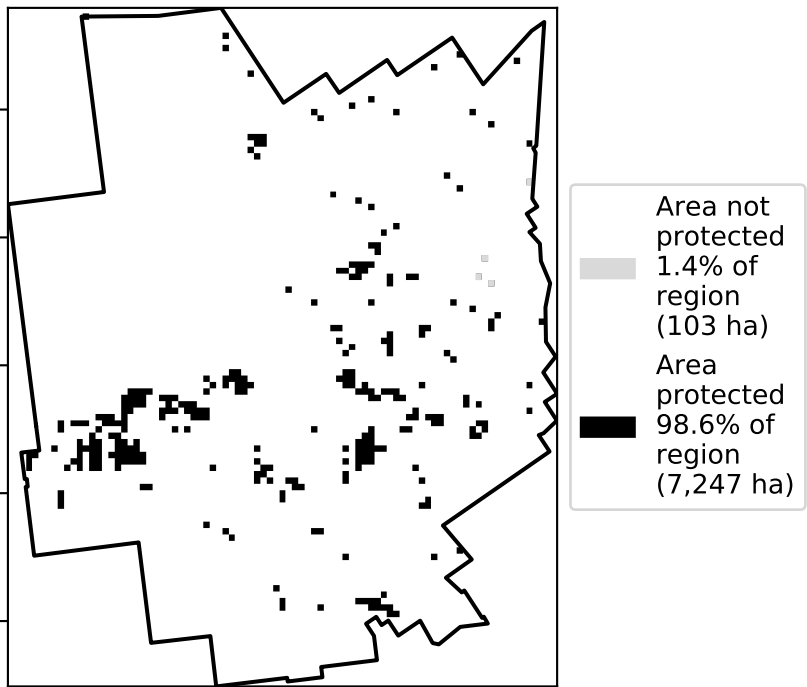 Area not
protected
1.4% of
region
(103 ha)
Area
protected
98.6% of
region
(7,247 ha)